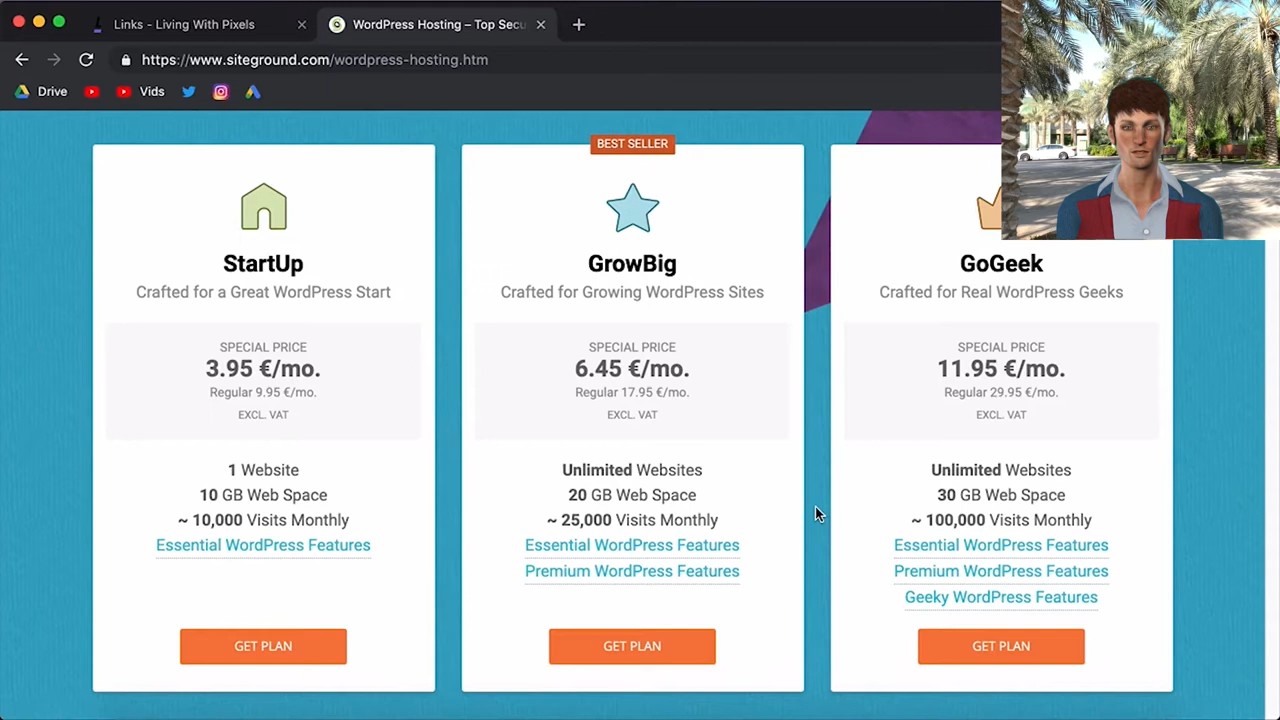 Links - Living With Pixels
WordPress Hosting – Top Secu
https://www.siteground.com/wordpress-hosting.htm
Drive
Vids
BEST SELLER
StartUp
Crafted for a Great WordPress Start
SPECIAL PRICE
3.95 €/mo.
Regular 9.95 €/mo.
EXCL. VAT
1 Website
10 GB Web Space
~ 10,000 Visits Monthly
Essential WordPress Features
GET PLAN
GrowBig
Crafted for Growing WordPress Sites
SPECIAL PRICE
6.45 €/mo.
Regular 17.95 €/mo.
EXCL. VAT
Unlimited Websites
20 GB Web Space
~ 25,000 Visits Monthly
Essential WordPress Features
Premium WordPress Features
GET PLAN
GoGeek
Crafted for Real WordPress Geeks
SPECIAL PRICE
11.95 €/mo.
Regular 29.95 €/mo.
EXCL. VAT
Unlimited Websites
30 GB Web Space
~ 100,000 Visits Monthly
Essential WordPress Features
Premium WordPress Features
Geeky WordPress Features
GET PLAN